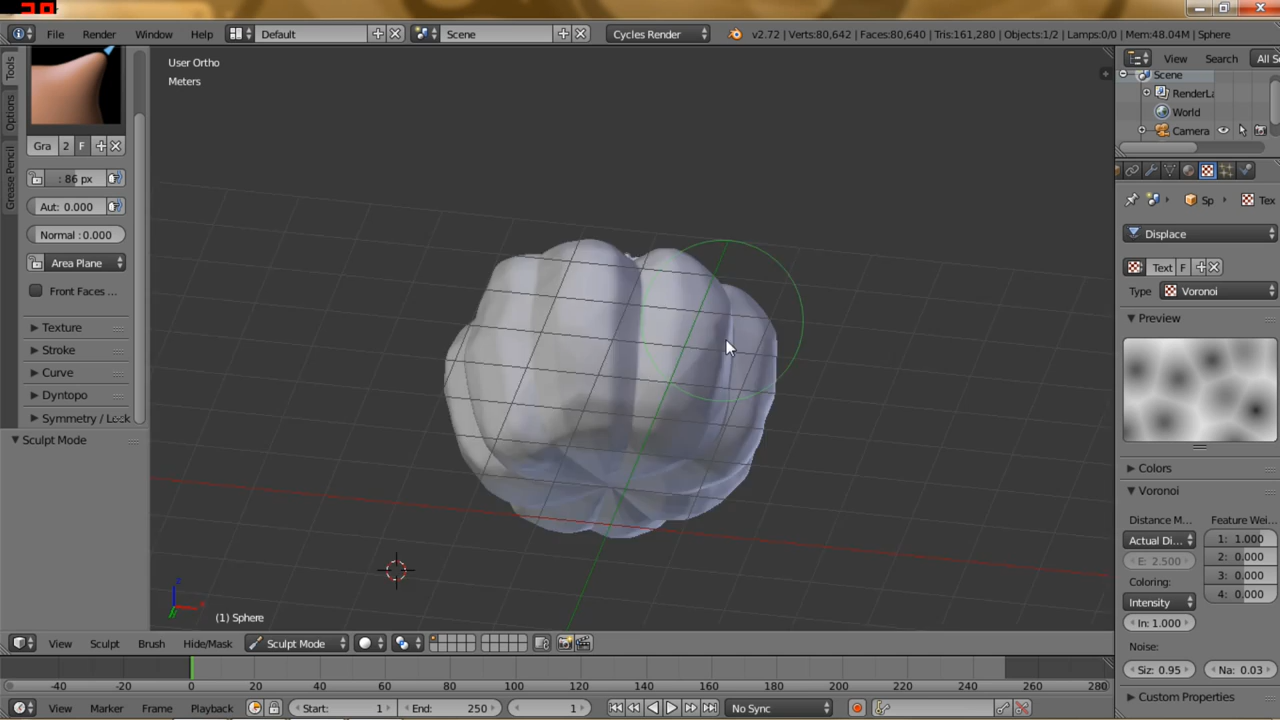 File Render Window Help Default Scene Cycles Render v2.72 | Verts:80,642 | Faces:80,640 | Tris:161,280 | Objects:1/2 | Lamps:0/0 | Mem:48.04M | Sphere
Tools
Options
Grease Pencil
Gra 2 F
: 86 px
Aut: 0.000
Normal : 0.000
Area Plane
Front Faces ...
Texture
Stroke
Curve
Dyntopo
Symmetry / Lock
Sculpt Mode
User Ortho
Meters
(1) Sphere
View Sculpt Brush Hide/Mask Sculpt Mode
-40 -20 0 20 40 60 80 100 120 140 160 180 200 220 240 260 280
View Marker Frame Playback Start: 1 End: 250 1 No Sync
View Search All S
Scene
RenderLa
World
Camera
Sp Tex
Displace
Text F
Type Voronoi
Preview
Colors
Voronoi
Distance M... Feature Wei...
Actual Di... 1: 1.000
E: 2.500 2: 0.000
Coloring: 3: 0.000
Intensity 4: 0.000
In: 1.000
Noise:
Siz: 0.95 Na: 0.03
Custom Properties